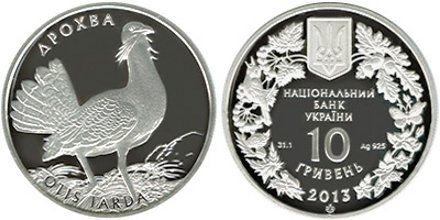 ДРОХВА
OTIS TARDA
НАЦІОНАЛЬНИЙ
БАНК
УКРАЇНИ
31.1
Ag 925
10
ГРИВЕНЬ
2013